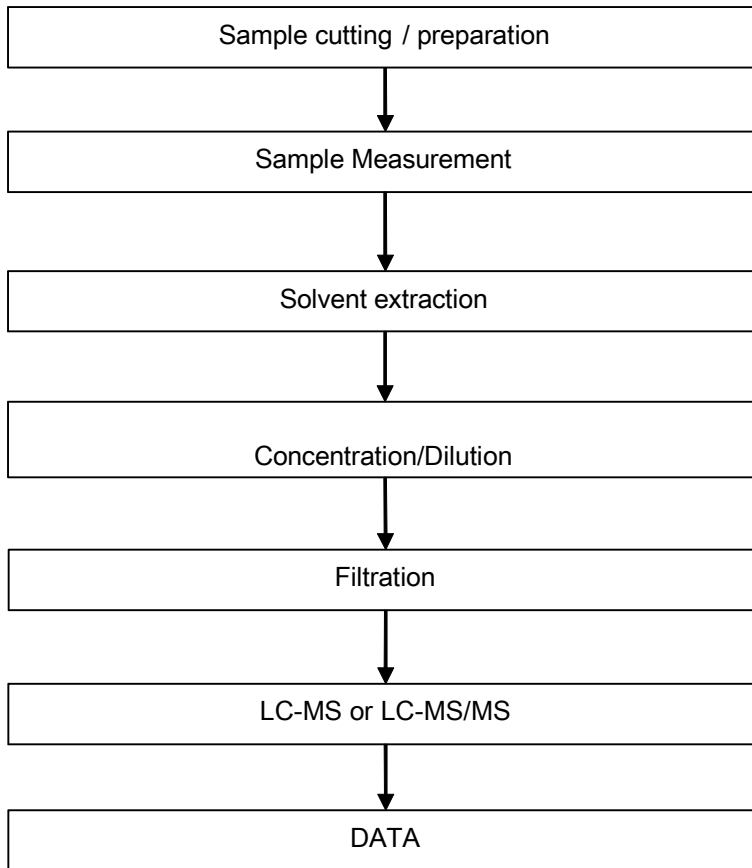 Sample cutting / preparation
Sample Measurement
Solvent extraction
Concentration/Dilution
Filtration
LC-MS or LC-MS/MS
DATA